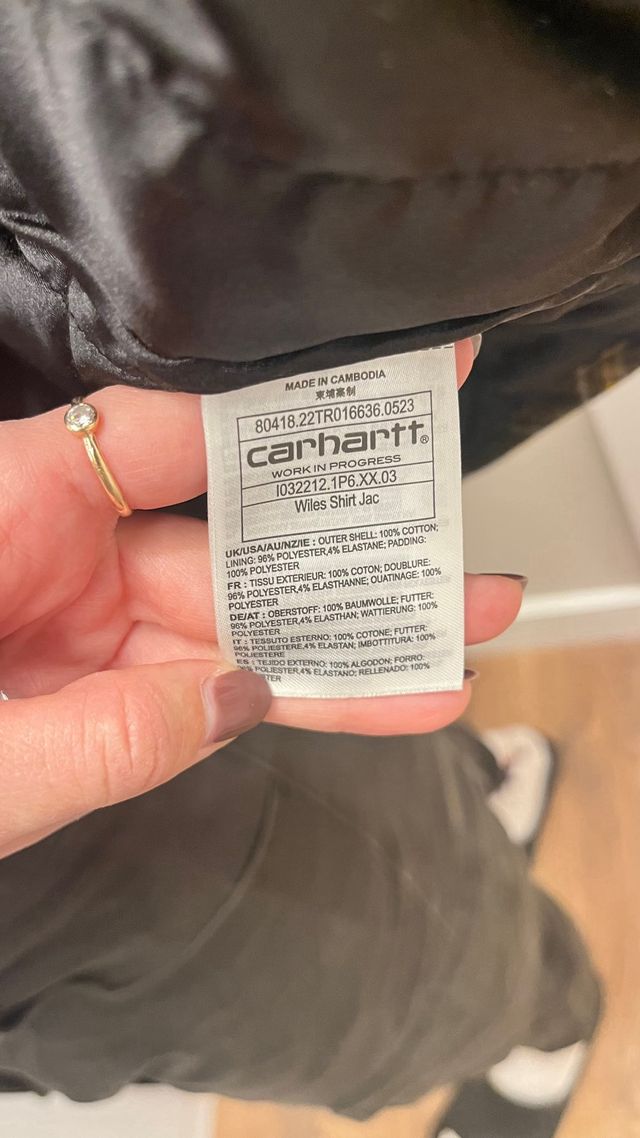 MADE IN CAMBODIA
柬埔寨制
80418.22TR016636.0523
carhartt®
WORK IN PROGRESS
I032212.1P6.XX.03
Wiles Shirt Jac
UK/USA/AU/NZ/IE : OUTER SHELL: 100% COTTON;
LINING: 96% POLYESTER,4% ELASTANE; PADDING:
100% POLYESTER
FR : TISSU EXTERIEUR: 100% COTON; DOUBLURE:
96% POLYESTER,4% ELASTHANNE; OUATINAGE: 100%
POLYESTER
DE/AT : OBERSTOFF: 100% BAUMWOLLE; FUTTER:
96% POLYESTER,4% ELASTHAN; WATTIERUNG: 100%
POLYESTER
IT : TESSUTO ESTERNO: 100% COTONE; FUTTER:
96% POLIESTERE,4% ELASTAN; IMBOTTITURA: 100%
POLIESTERE
ES : TEJIDO EXTERNO: 100% ALGODON; FORRO:
96% POLIESTER,4% ELASTANO; RELLENADO: 100%